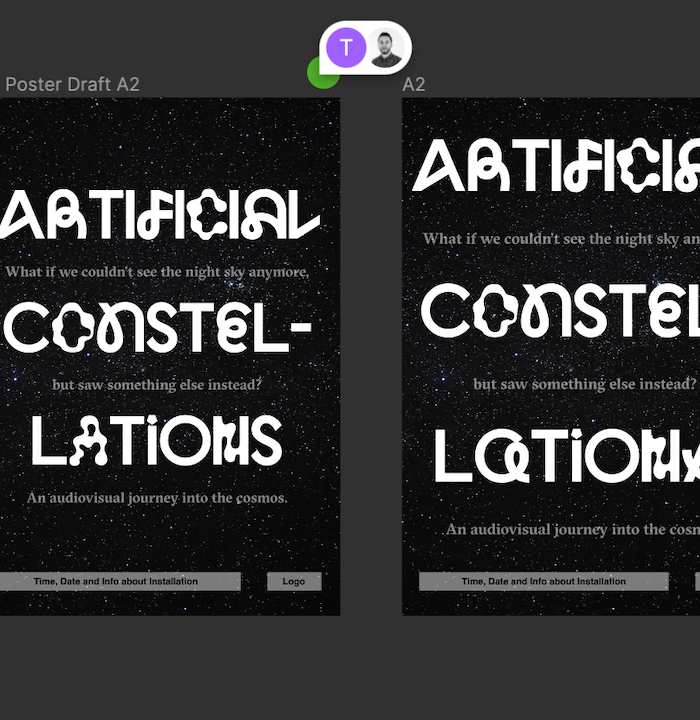 T
Poster Draft A2
ARTIFICIAL
What if we couldn't see the night sky anymore,
CONSTEL-
but saw something else instead?
LATIONS
An audiovisual journey into the cosmos.
Time, Date and Info about Installation
Logo
A2
ARTIFICIA
What if we couldn't see the night sky an
CONSTEL
but saw something else instead?
LATIONS
An audiovisual journey into the cosm
Time, Date and Info about Installation